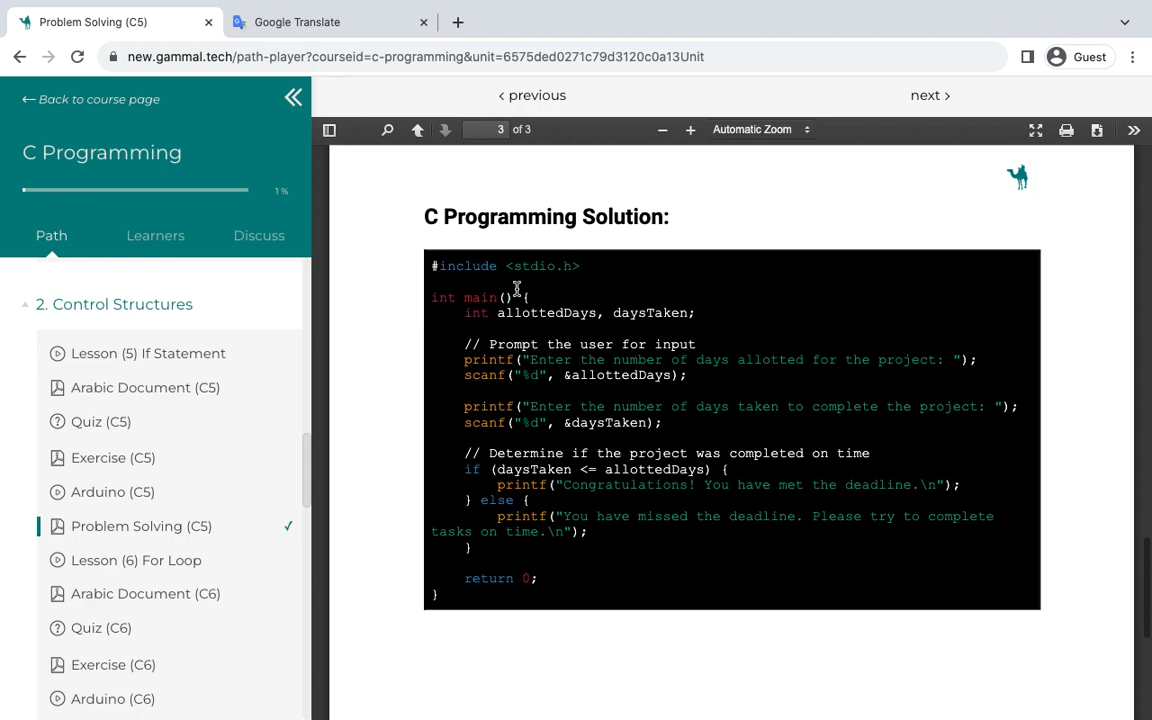 Problem Solving (C5)
Google Translate
new.gammal.tech/path-player?courseid=c-programming&unit=6575ded0271c79d3120c0a13Unit
Guest
Back to course page
C Programming
1 %
Path
Learners
Discuss
2. Control Structures
Lesson (5) If Statement
Arabic Document (C5)
Quiz (C5)
Exercise (C5)
Arduino (C5)
Problem Solving (C5)
Lesson (6) For Loop
Arabic Document (C6)
Quiz (C6)
Exercise (C6)
Arduino (C6)
< previous
next >
3 of 3
Automatic Zoom
C Programming Solution:
#include <stdio.h>
int main() {
int allottedDays, daysTaken;
// Prompt the user for input
printf("Enter the number of days allotted for the project: ");
scanf("%d", &allottedDays);
printf("Enter the number of days taken to complete the project: ");
scanf("%d", &daysTaken);
// Determine if the project was completed on time
if (daysTaken <= allottedDays) {
printf("Congratulations! You have met the deadline.\n");
} else {
printf("You have missed the deadline. Please try to complete
tasks on time.\n");
}
return 0;
}